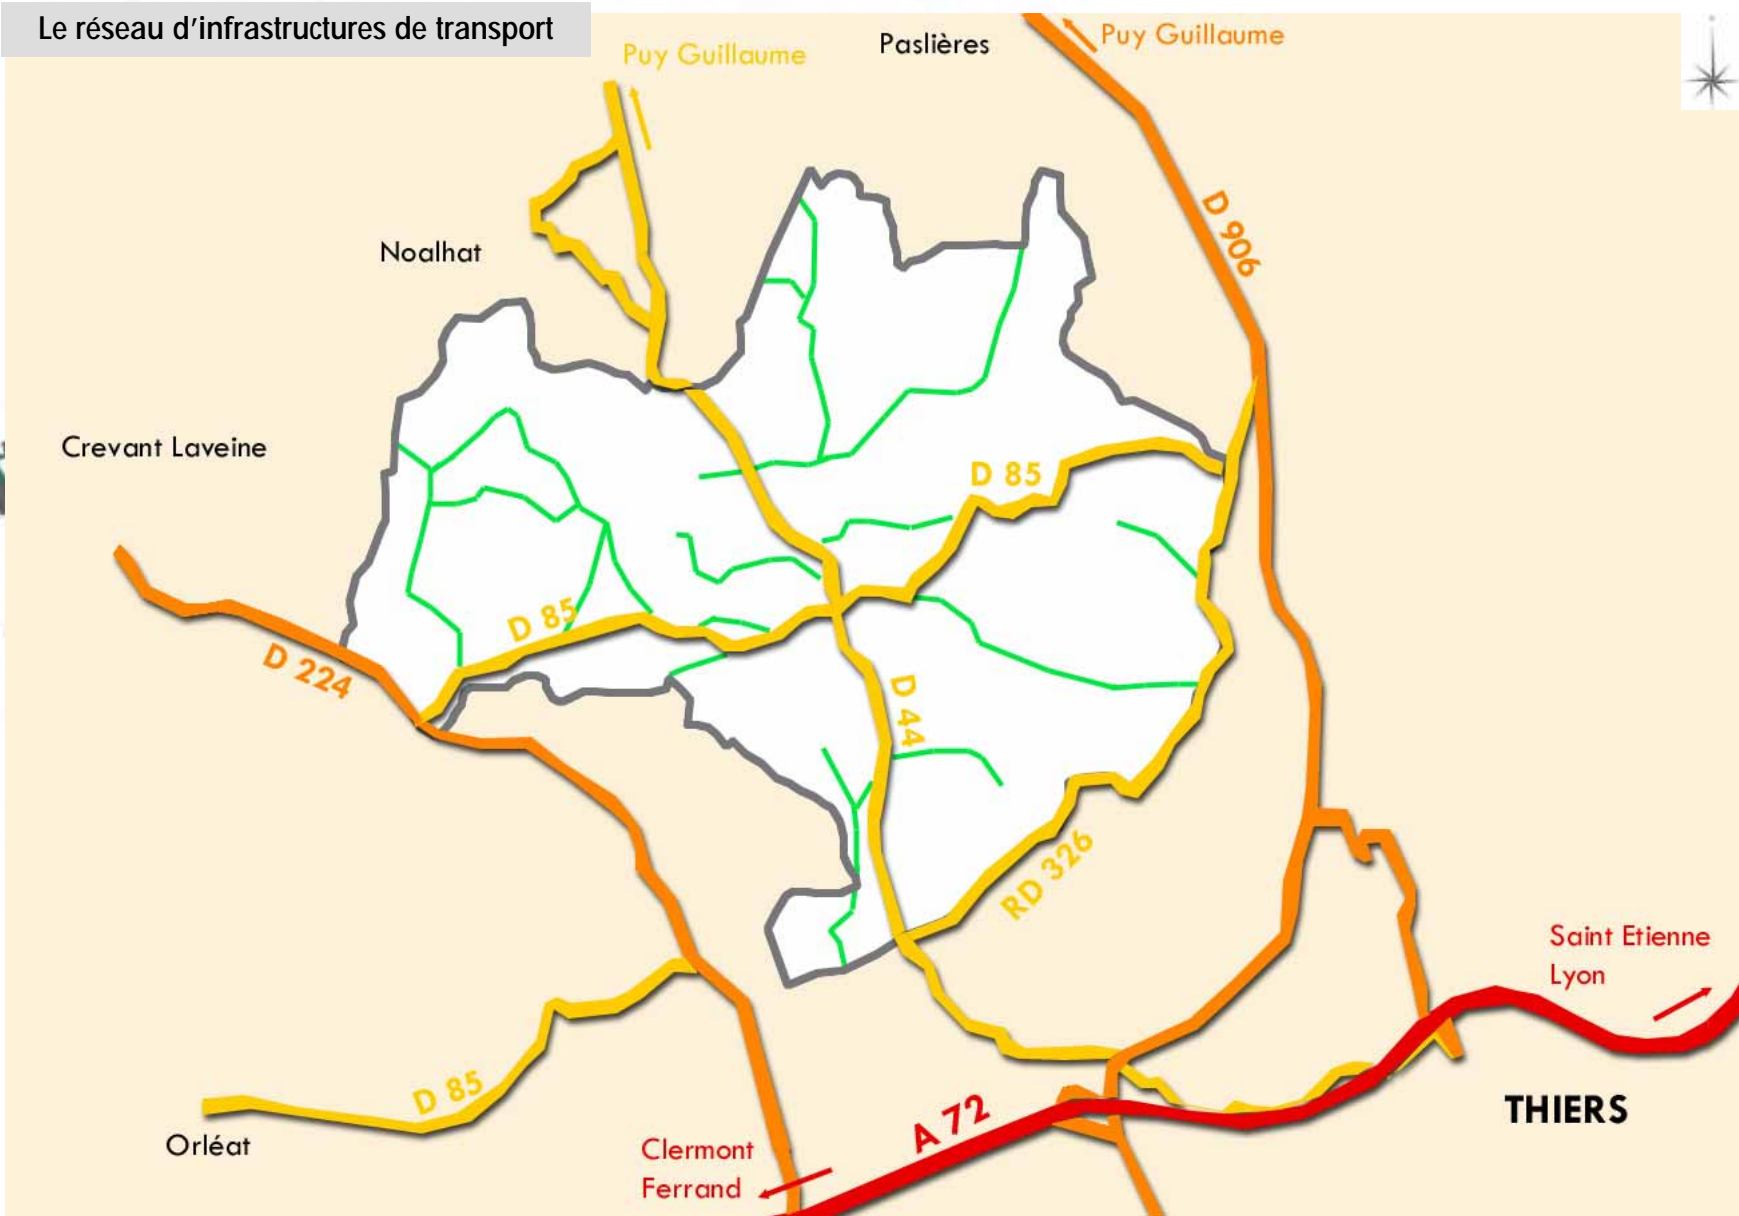 Le réseau d'infrastructures de transport
Puy Guillaume
Paslières
Puy Guillaume
D 906
Noalhat
Crevant Laveine
D 85
D 85
D 224
D 44
RD 326
Saint Etienne
Lyon
D 85
A 72
THIERS
Orléat
Clermont
Ferrand